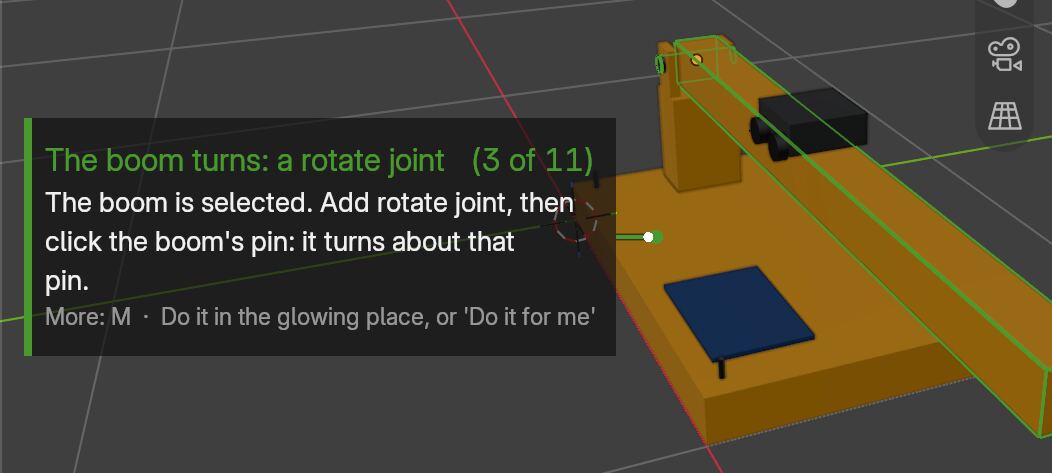 The boom turns: a rotate joint (3 of 11)
The boom is selected. Add rotate joint, then
click the boom's pin: it turns about that
pin.
More: M · Do it in the glowing place, or 'Do it for me'